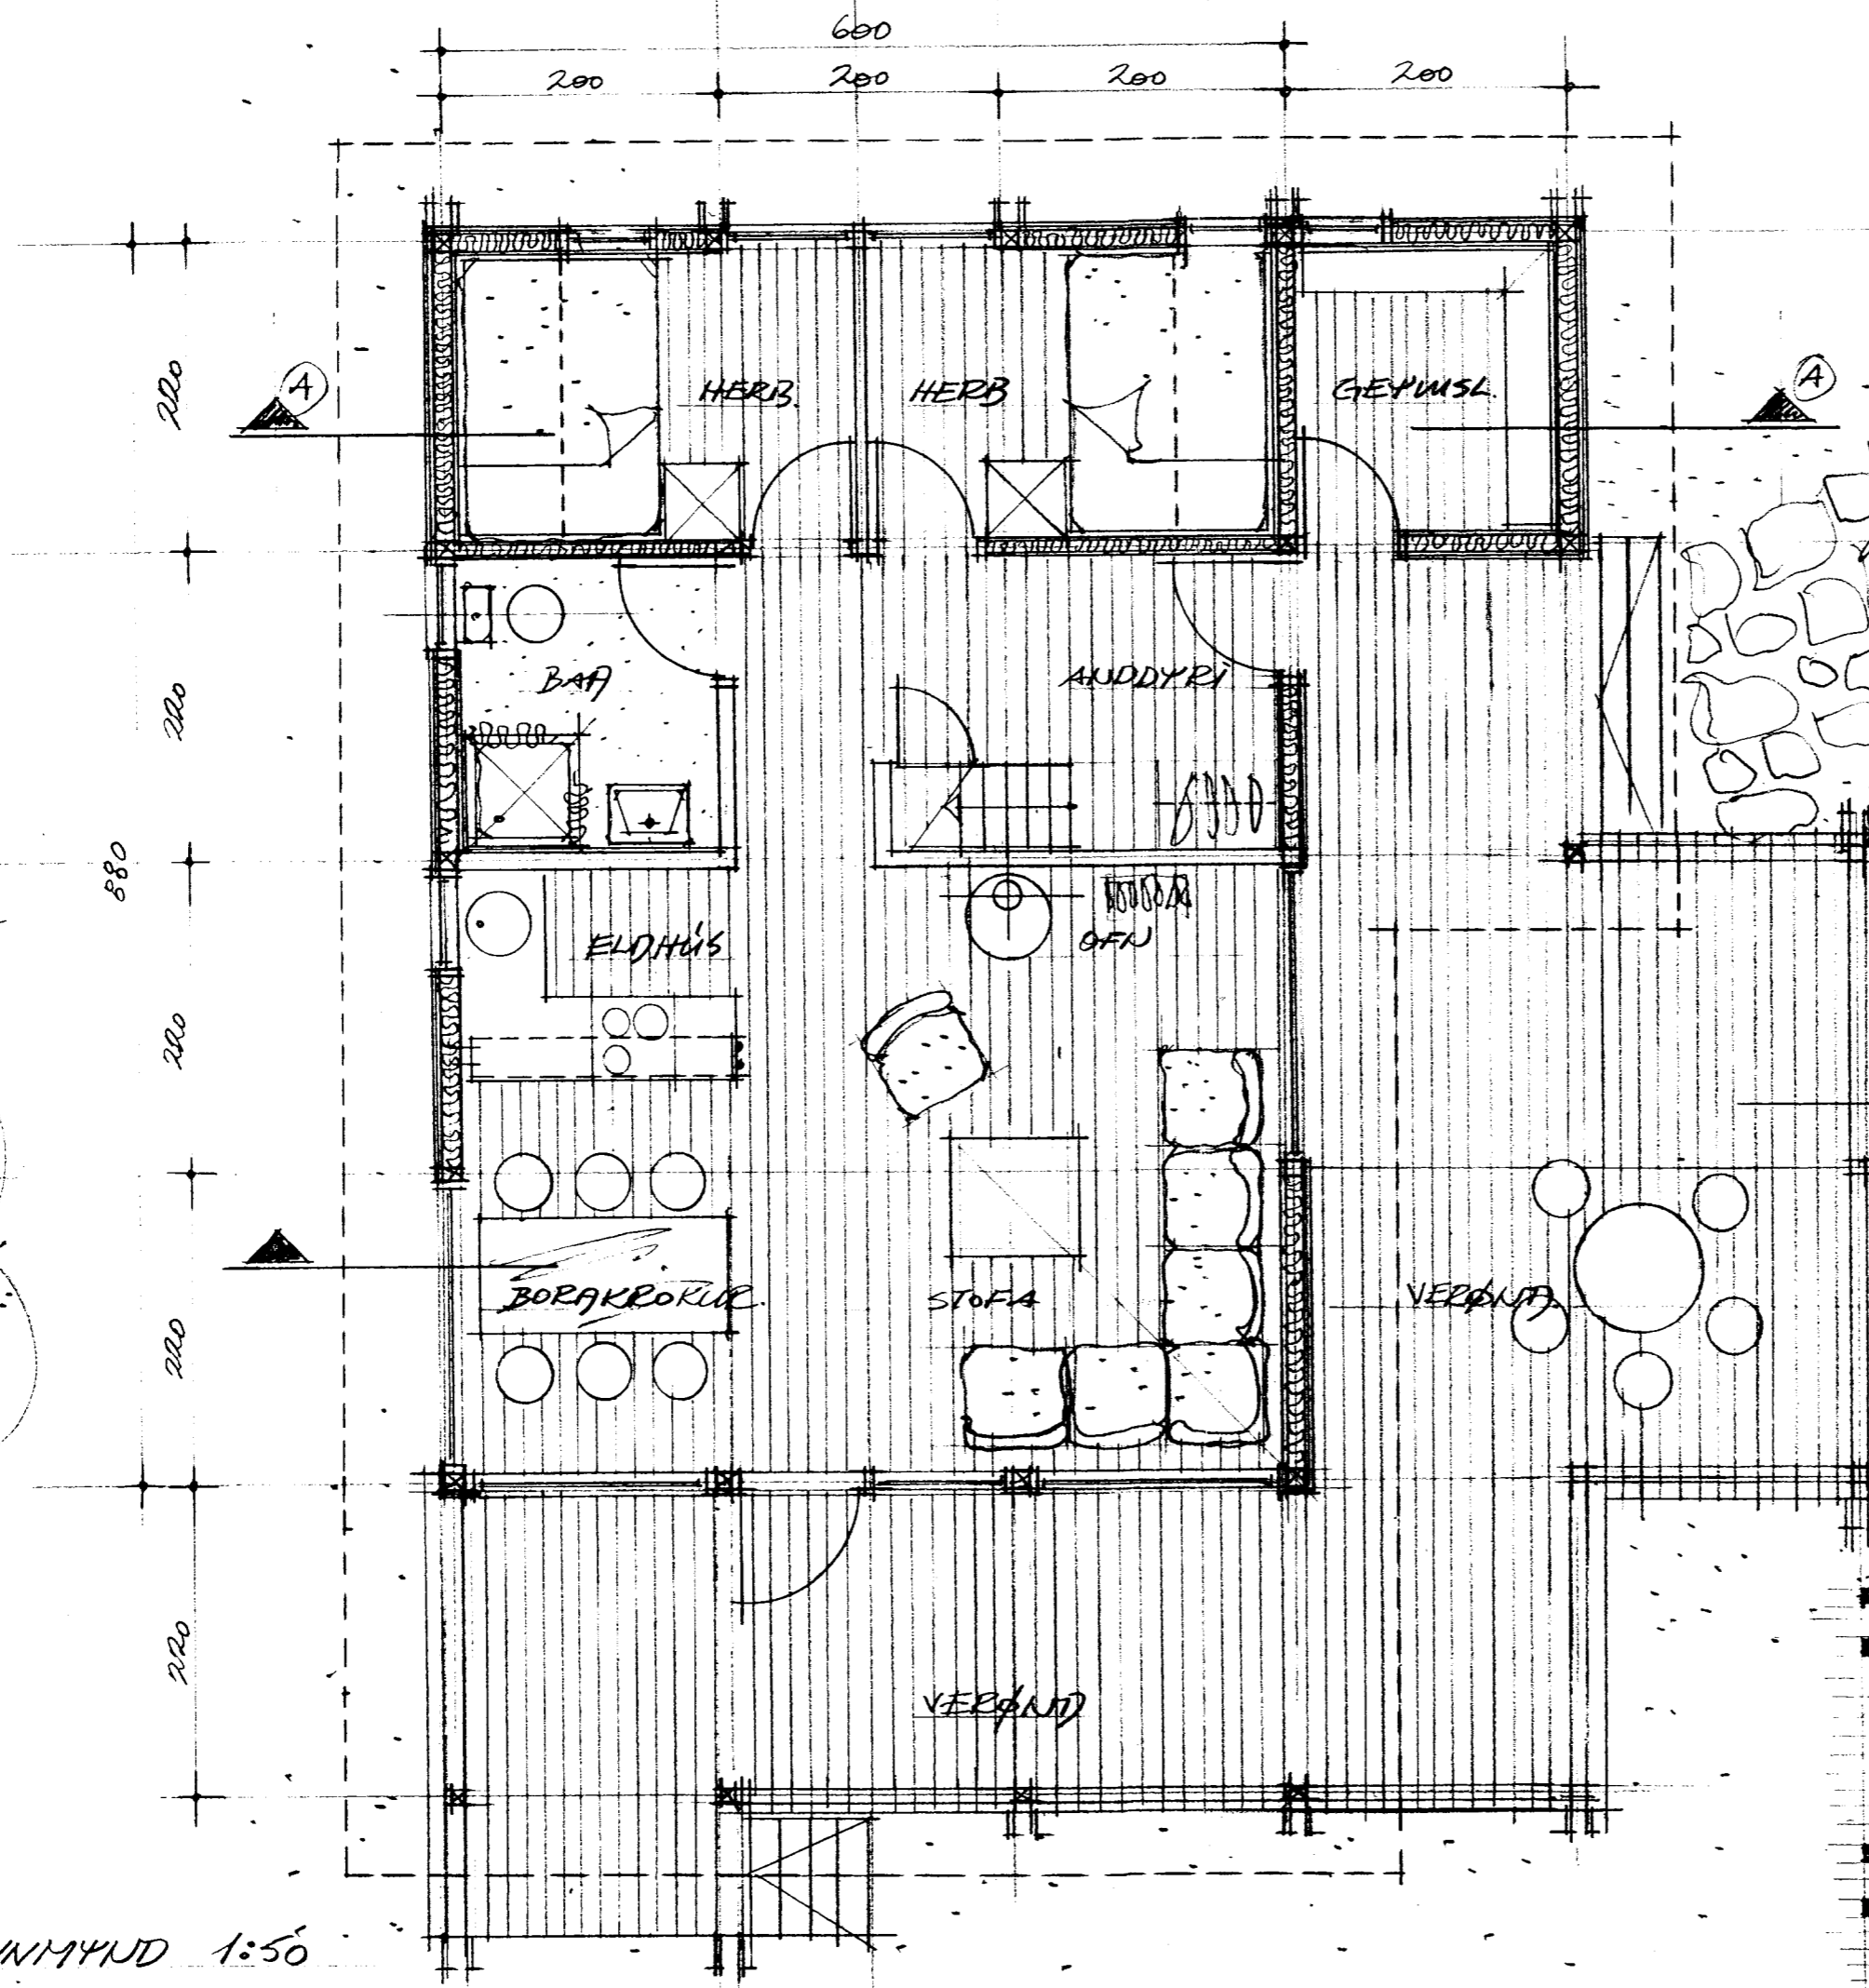 600
200 200 200 200
A A
220
HERB. HERB GEYMSL.
220
BAÐ ANDDYRI
880
ELDHÚS OFN
220
BORÐKRÓKUR. STOFA VERÖND
220
220
VERÖND
NMYND 1:50